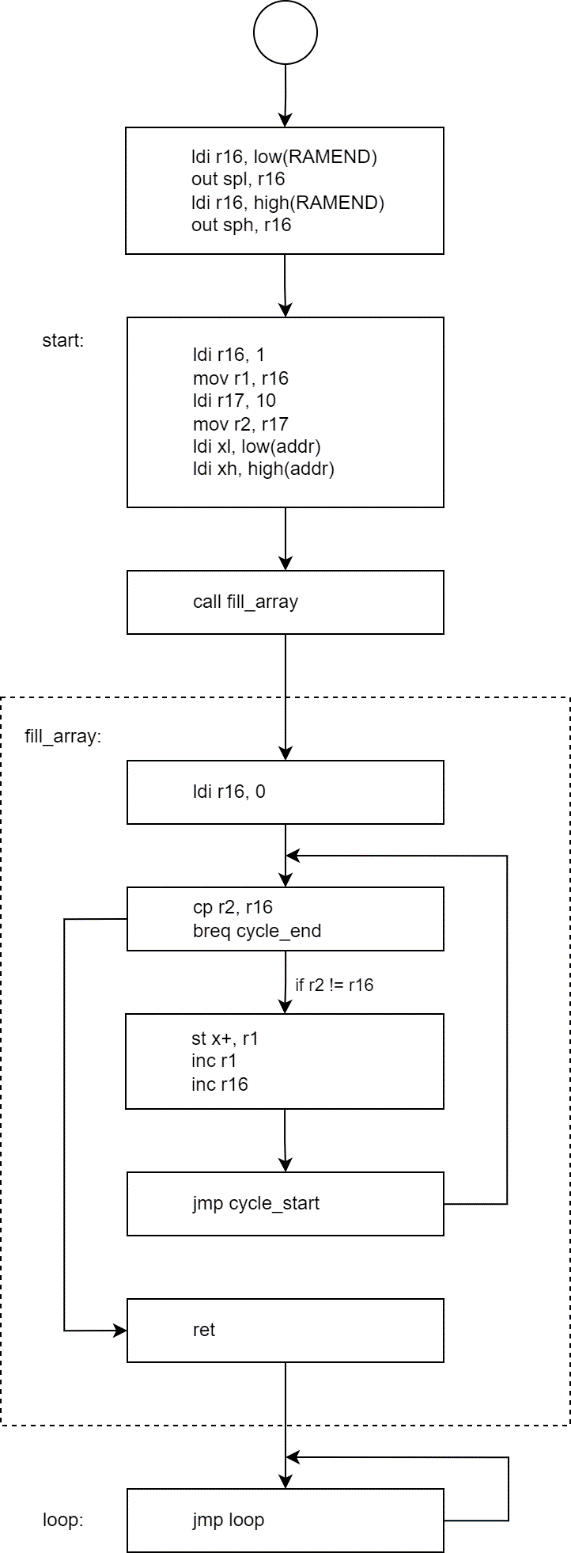 ldi r16, low(RAMEND)
out spl, r16
ldi r16, high(RAMEND)
out sph, r16
start:
ldi r16, 1
mov r1, r16
ldi r17, 10
mov r2, r17
ldi xl, low(addr)
ldi xh, high(addr)
call fill_array
fill_array:
ldi r16, 0
cp r2, r16
breq cycle_end
if r2 != r16
st x+, r1
inc r1
inc r16
jmp cycle_start
ret
loop:
jmp loop